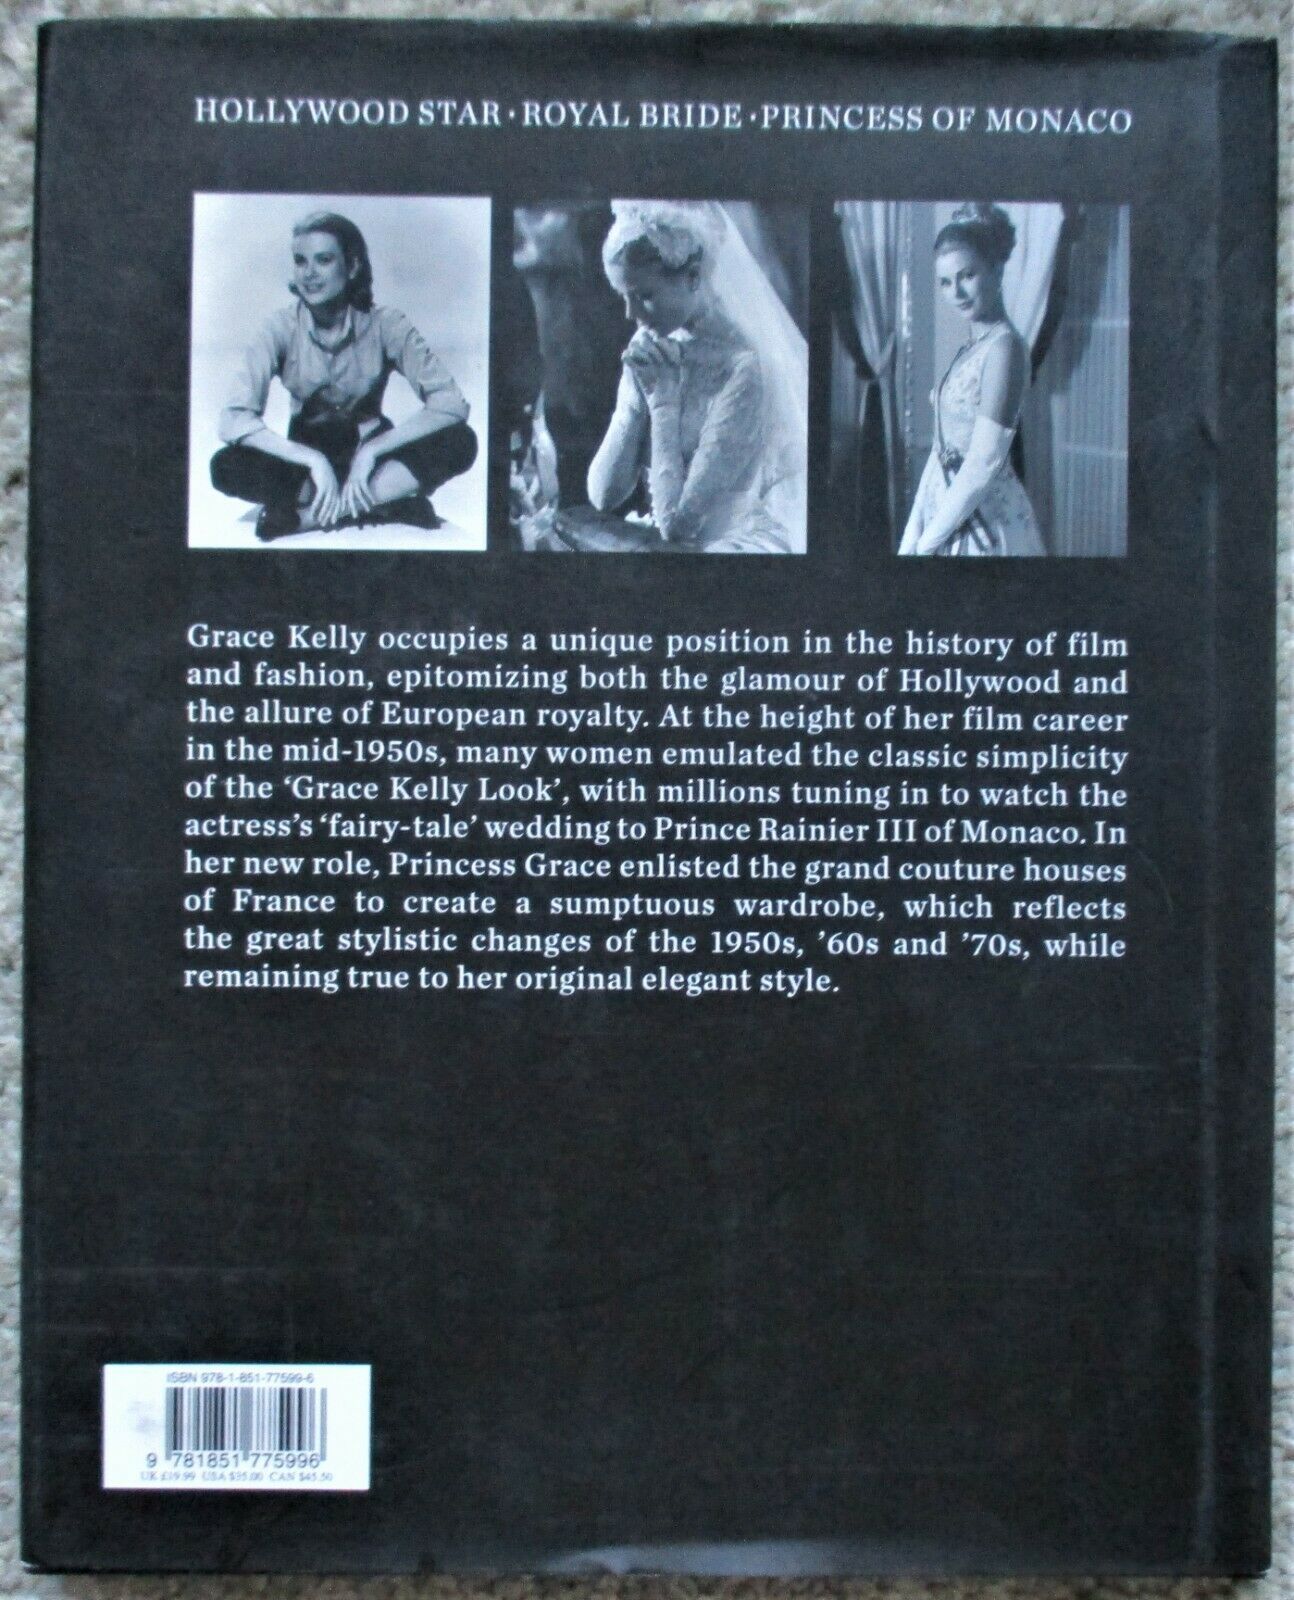 HOLLYWOOD STAR · ROYAL BRIDE · PRINCESS OF MONACO
Grace Kelly occupies a unique position in the history of film
and fashion, epitomizing both the glamour of Hollywood and
the allure of European royalty. At the height of her film career
in the mid-1950s, many women emulated the classic simplicity
of the ‘Grace Kelly Look’, with millions tuning in to watch the
actress’s ‘fairy-tale’ wedding to Prince Rainier III of Monaco. In
her new role, Princess Grace enlisted the grand couture houses
of France to create a sumptuous wardrobe, which reflects
the great stylistic changes of the 1950s, ’60s and ’70s, while
remaining true to her original elegant style.
ISBN 978-1-851-77599-6
9 781851 775996
UK £19.99 USA $35.00 CAN $45.50